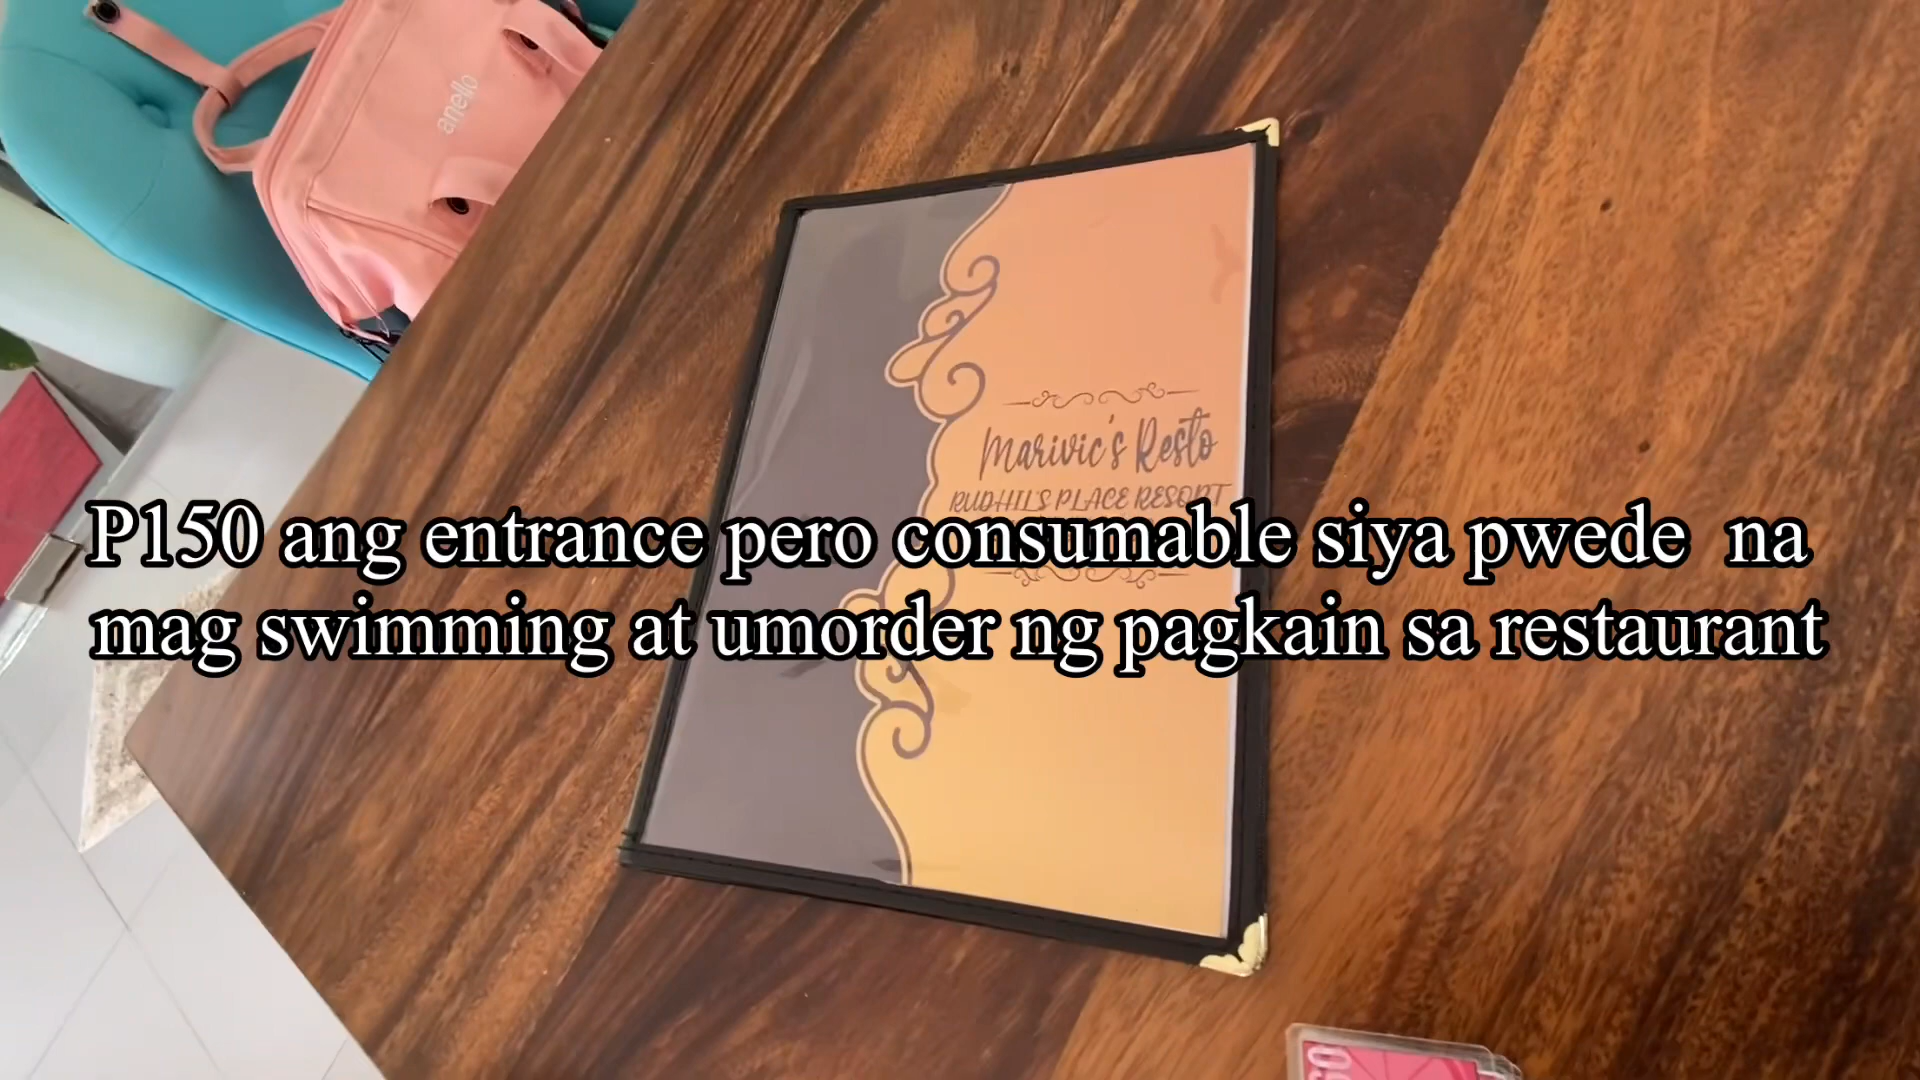 anello
Marivic's Resto
RUDHIL'S PLACE RESORT
P150 ang entrance pero consumable siya pwede na
mag swimming at umorder ng pagkain sa restaurant